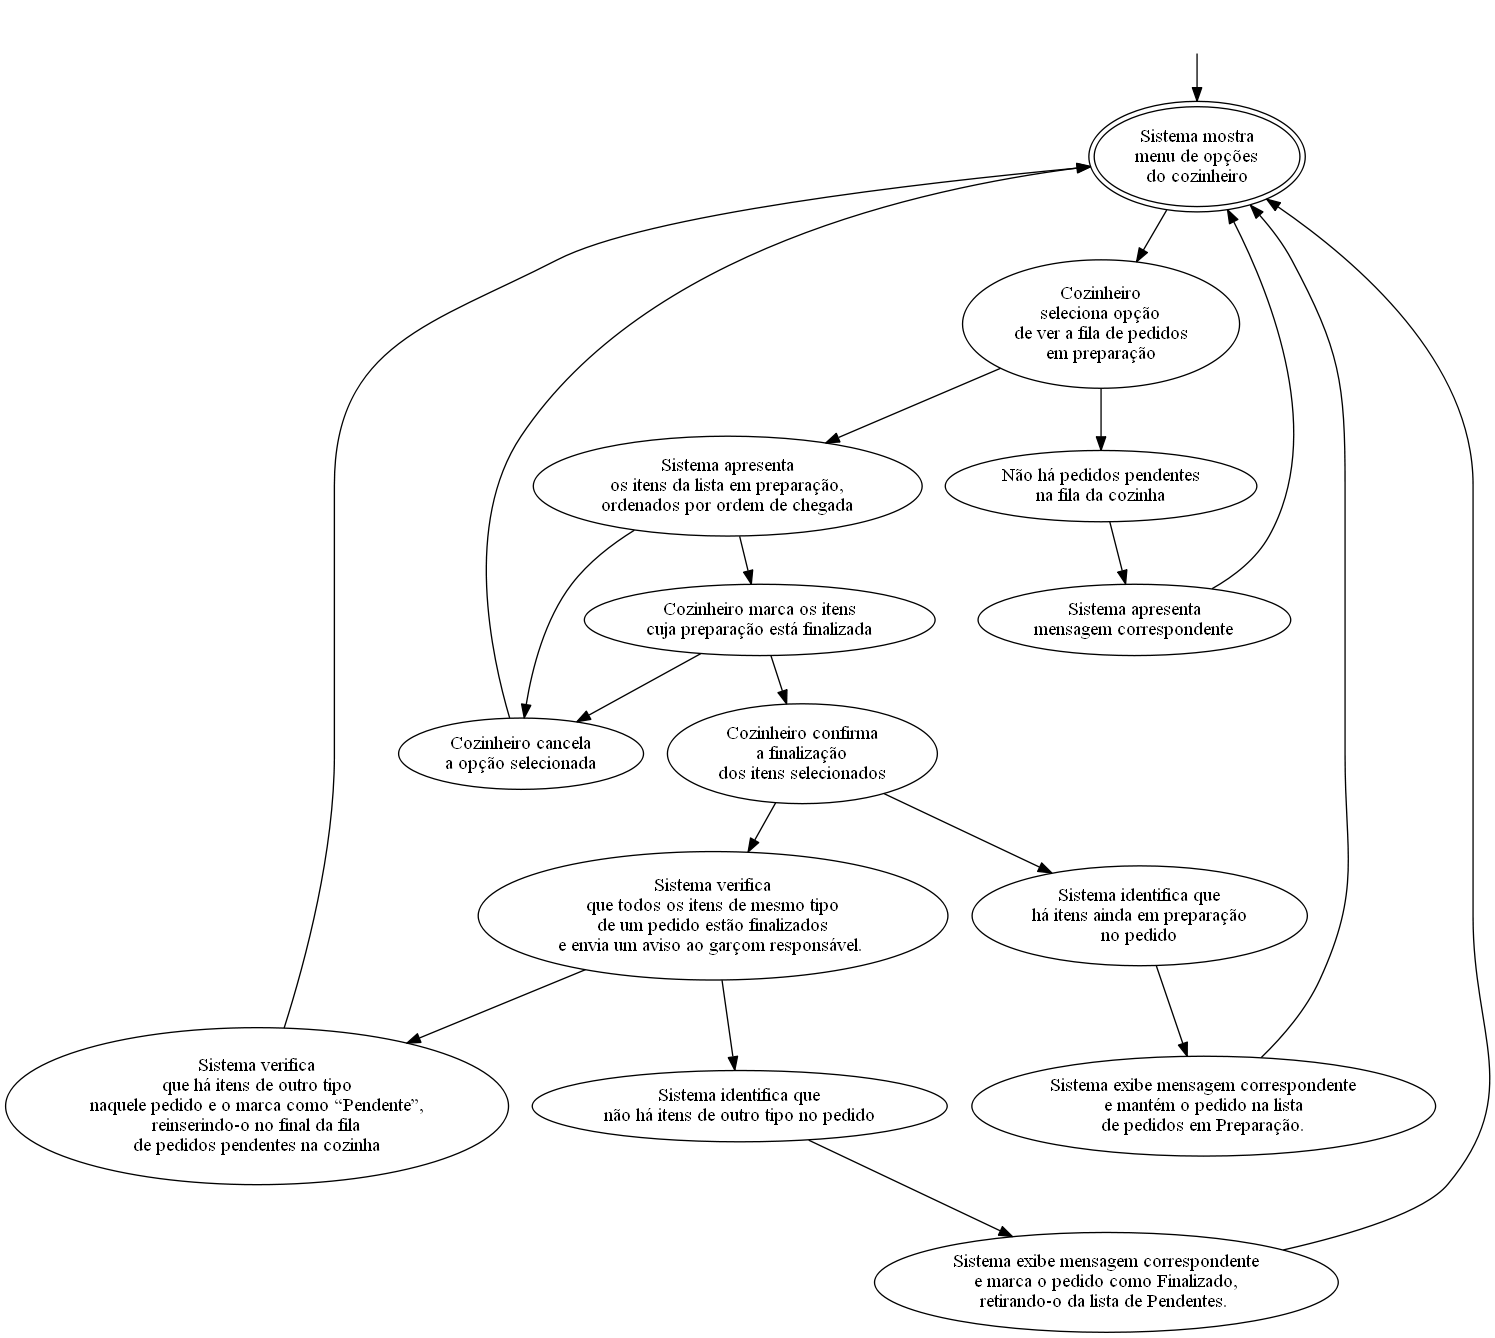 Sistema mostra
menu de opções
do cozinheiro
Cozinheiro
seleciona opção
de ver a fila de pedidos
em preparação
Sistema apresenta
os itens da lista em preparação,
ordenados por ordem de chegada
Não há pedidos pendentes
na fila da cozinha
Cozinheiro marca os itens
cuja preparação está finalizada
Sistema apresenta
mensagem correspondente
Cozinheiro cancela
a opção selecionada
Cozinheiro confirma
a finalização
dos itens selecionados
Sistema verifica
que todos os itens de mesmo tipo
de um pedido estão finalizados
e envia um aviso ao garçom responsável.
Sistema identifica que
há itens ainda em preparação
no pedido
Sistema verifica
que há itens de outro tipo
naquele pedido e o marca como “Pendente”,
reinserindo-o no final da fila
de pedidos pendentes na cozinha
Sistema identifica que
não há itens de outro tipo no pedido
Sistema exibe mensagem correspondente
e mantém o pedido na lista
de pedidos em Preparação.
Sistema exibe mensagem correspondente
e marca o pedido como Finalizado,
retirando-o da lista de Pendentes.